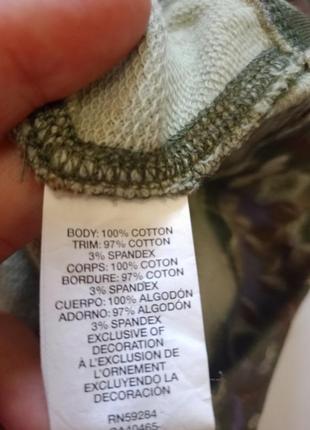 BODY: 100% COTTON
TRIM: 97% COTTON
3% SPANDEX
CORPS: 100% COTON
BORDURE: 97% COTON
3% SPANDEX
CUERPO: 100% ALGODÓN
ADORNO: 97% ALGODÓN
3% SPANDEX
EXCLUSIVE OF
DECORATION
À L'EXCLUSION DE
L'ORNEMENT
EXCLUYENDO LA
DECORACIÓN
RN59284
CA40465